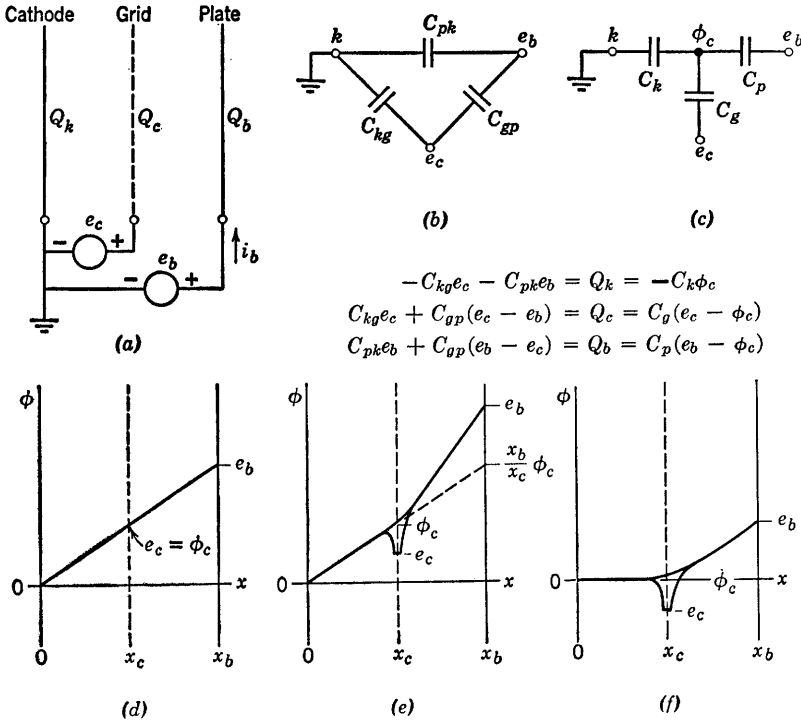 Cathode Grid Plate
Q_k Q_c Q_b
e_c
− +
e_b
− +
i_b
(a)
k C_pk e_b
C_kg C_gp
e_c
(b)
k ϕ_c e_b
C_k C_p
C_g
e_c
(c)
−C_kg e_c − C_pk e_b = Q_k = −C_k ϕ_c
C_kg e_c + C_gp(e_c − e_b) = Q_c = C_g(e_c − ϕ_c)
C_pk e_b + C_gp(e_b − e_c) = Q_b = C_p(e_b − ϕ_c)
ϕ
e_b
e_c = ϕ_c
0 x
0 x_c x_b
(d)
ϕ
e_b
x_b/x_c ϕ_c
ϕ_c
e_c
0 x
0 x_c x_b
(e)
ϕ
e_b
0 ϕ_c x
e_c
0 x_c x_b
(f)